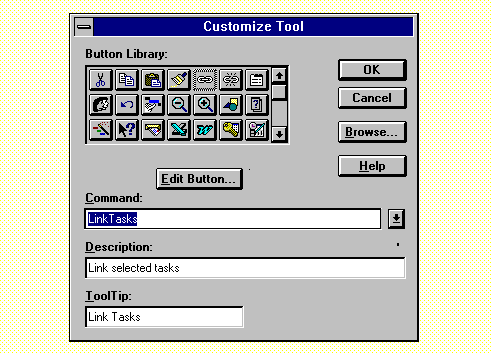 Customize Tool
Button Library:
OK
Cancel
Browse...
Help
Edit Button...
Command:
LinkTasks
Description:
Link selected tasks
ToolTip:
Link Tasks